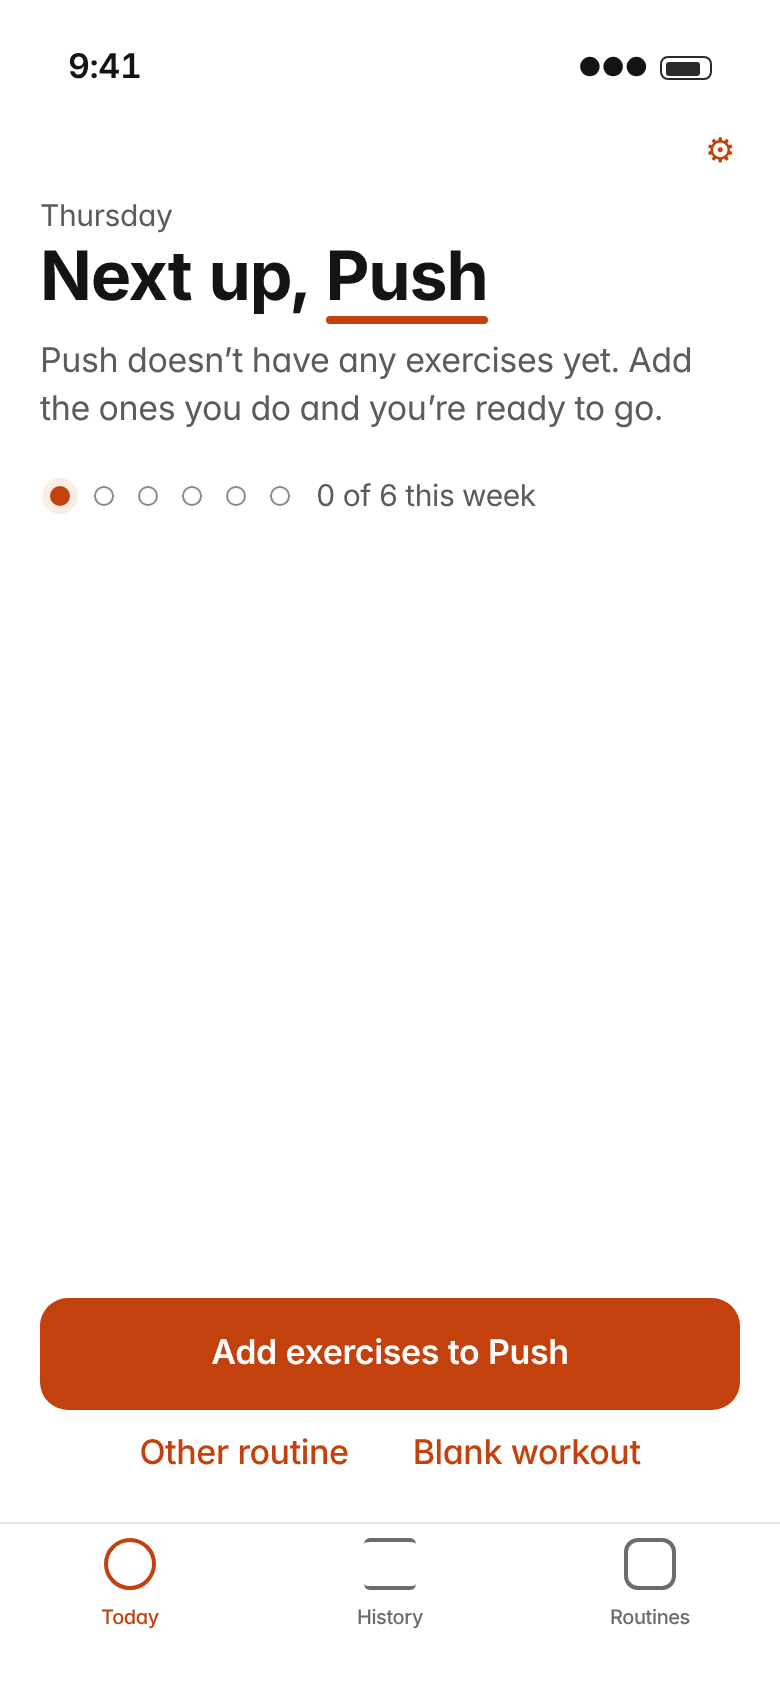 9:41
Thursday
Next up, Push
Push doesn’t have any exercises yet. Add
the ones you do and you’re ready to go.
0 of 6 this week
Add exercises to Push
Other routine
Blank workout
Today
History
Routines